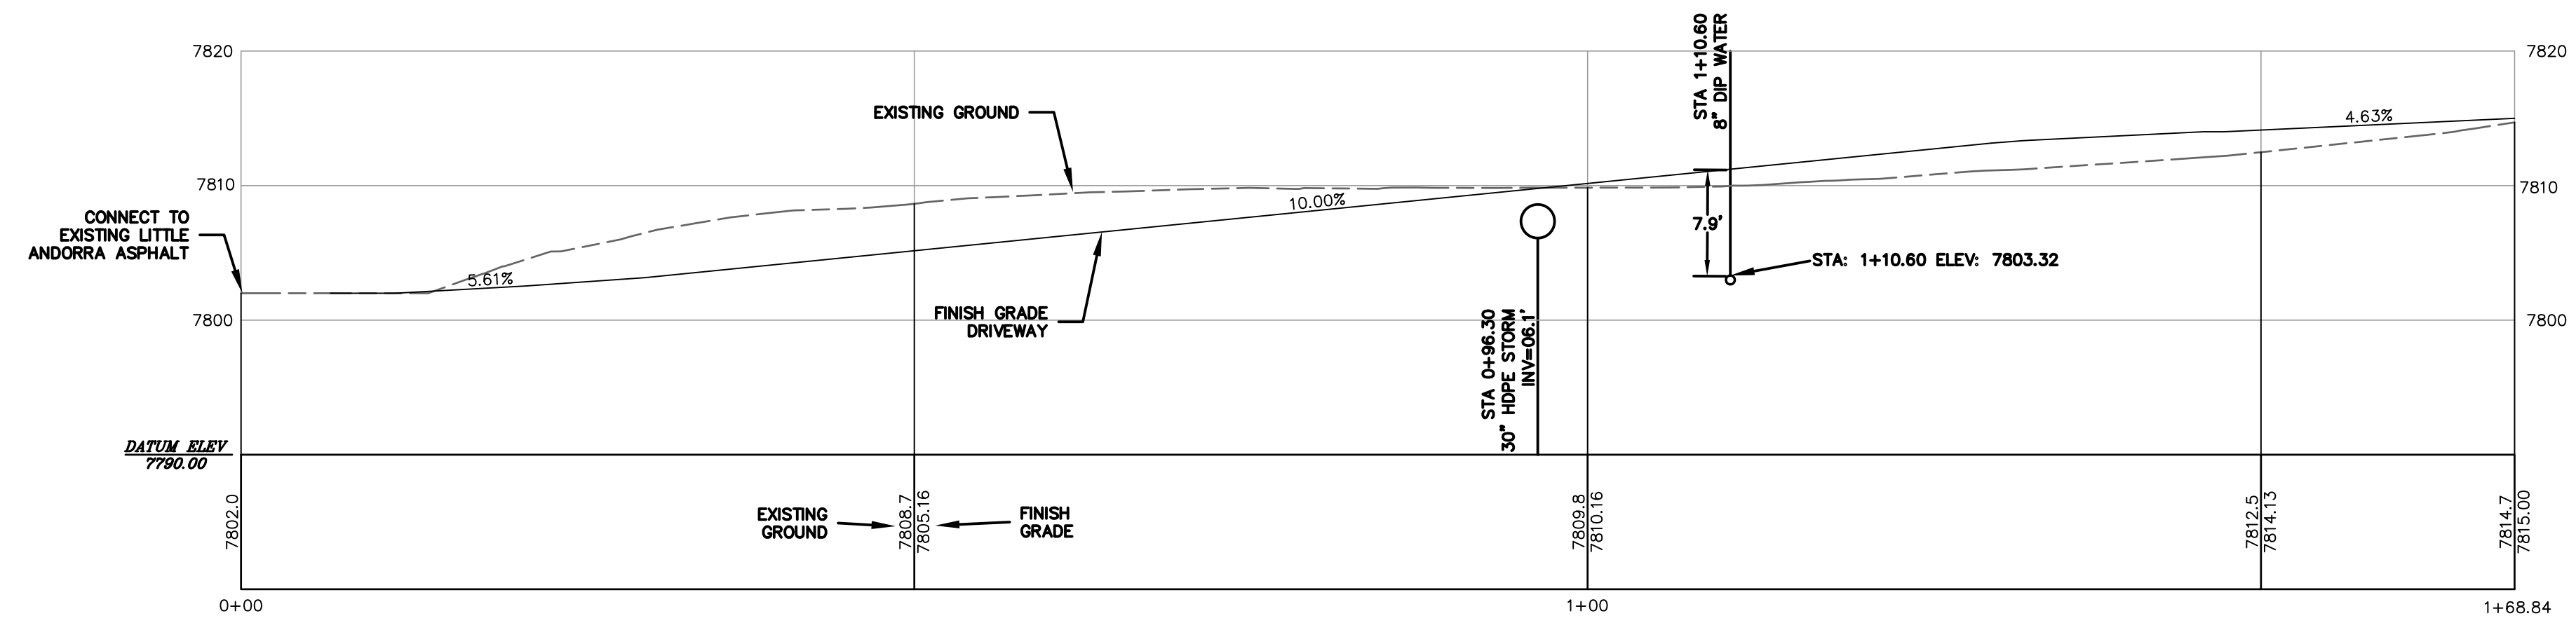 7820
7820
STA 1+10.60
8" DIP WATER
EXISTING GROUND
4.63%
7810
7810
CONNECT TO
EXISTING LITTLE
ANDORRA ASPHALT
10.00%
7.9'
STA: 1+10.60 ELEV: 7803.32
5.61%
7800
7800
FINISH GRADE
DRIVEWAY
STA 0+96.30
30" HDPE STORM
INV=06.1'
DATUM ELEV
7790.00
7802.0
EXISTING
GROUND
7808.7
7805.16
FINISH
GRADE
7809.8
7810.16
7812.5
7814.13
7814.7
7815.00
0+00
1+00
1+68.84